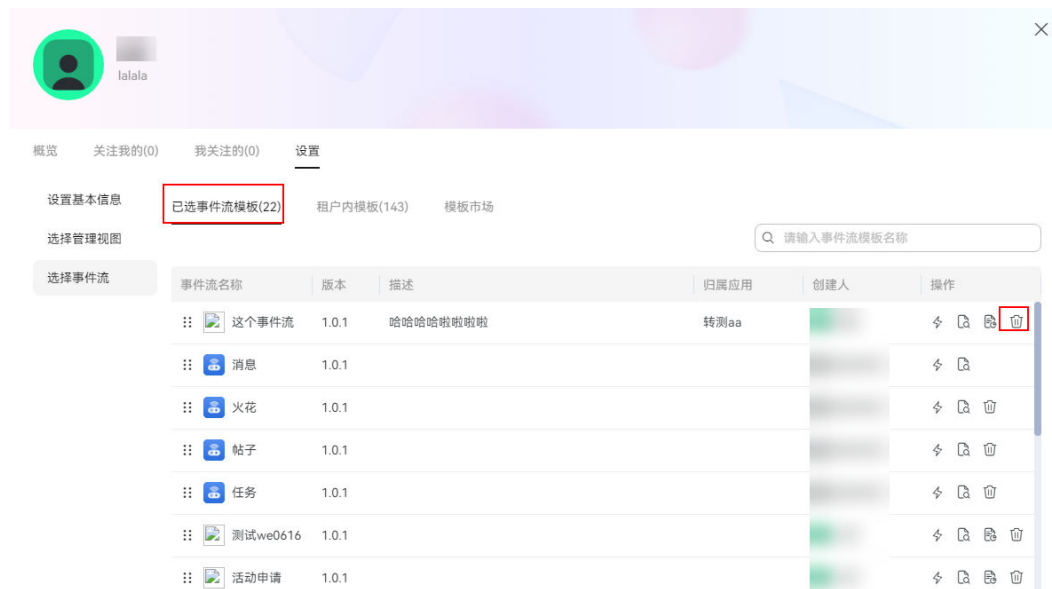 lalala
概览 关注我的(0) 我关注的(0) 设置
设置基本信息
选择管理视图
选择事件流
已选事件流模板(22) 租户内模板(143) 模板市场
请输入事件流模板名称
事件流名称 版本 描述 归属应用 创建人 操作
这个事件流 1.0.1 哈哈哈哈啦啦啦啦 转测aa
消息 1.0.1
火花 1.0.1
帖子 1.0.1
任务 1.0.1
测试we0616 1.0.1
活动申请 1.0.1